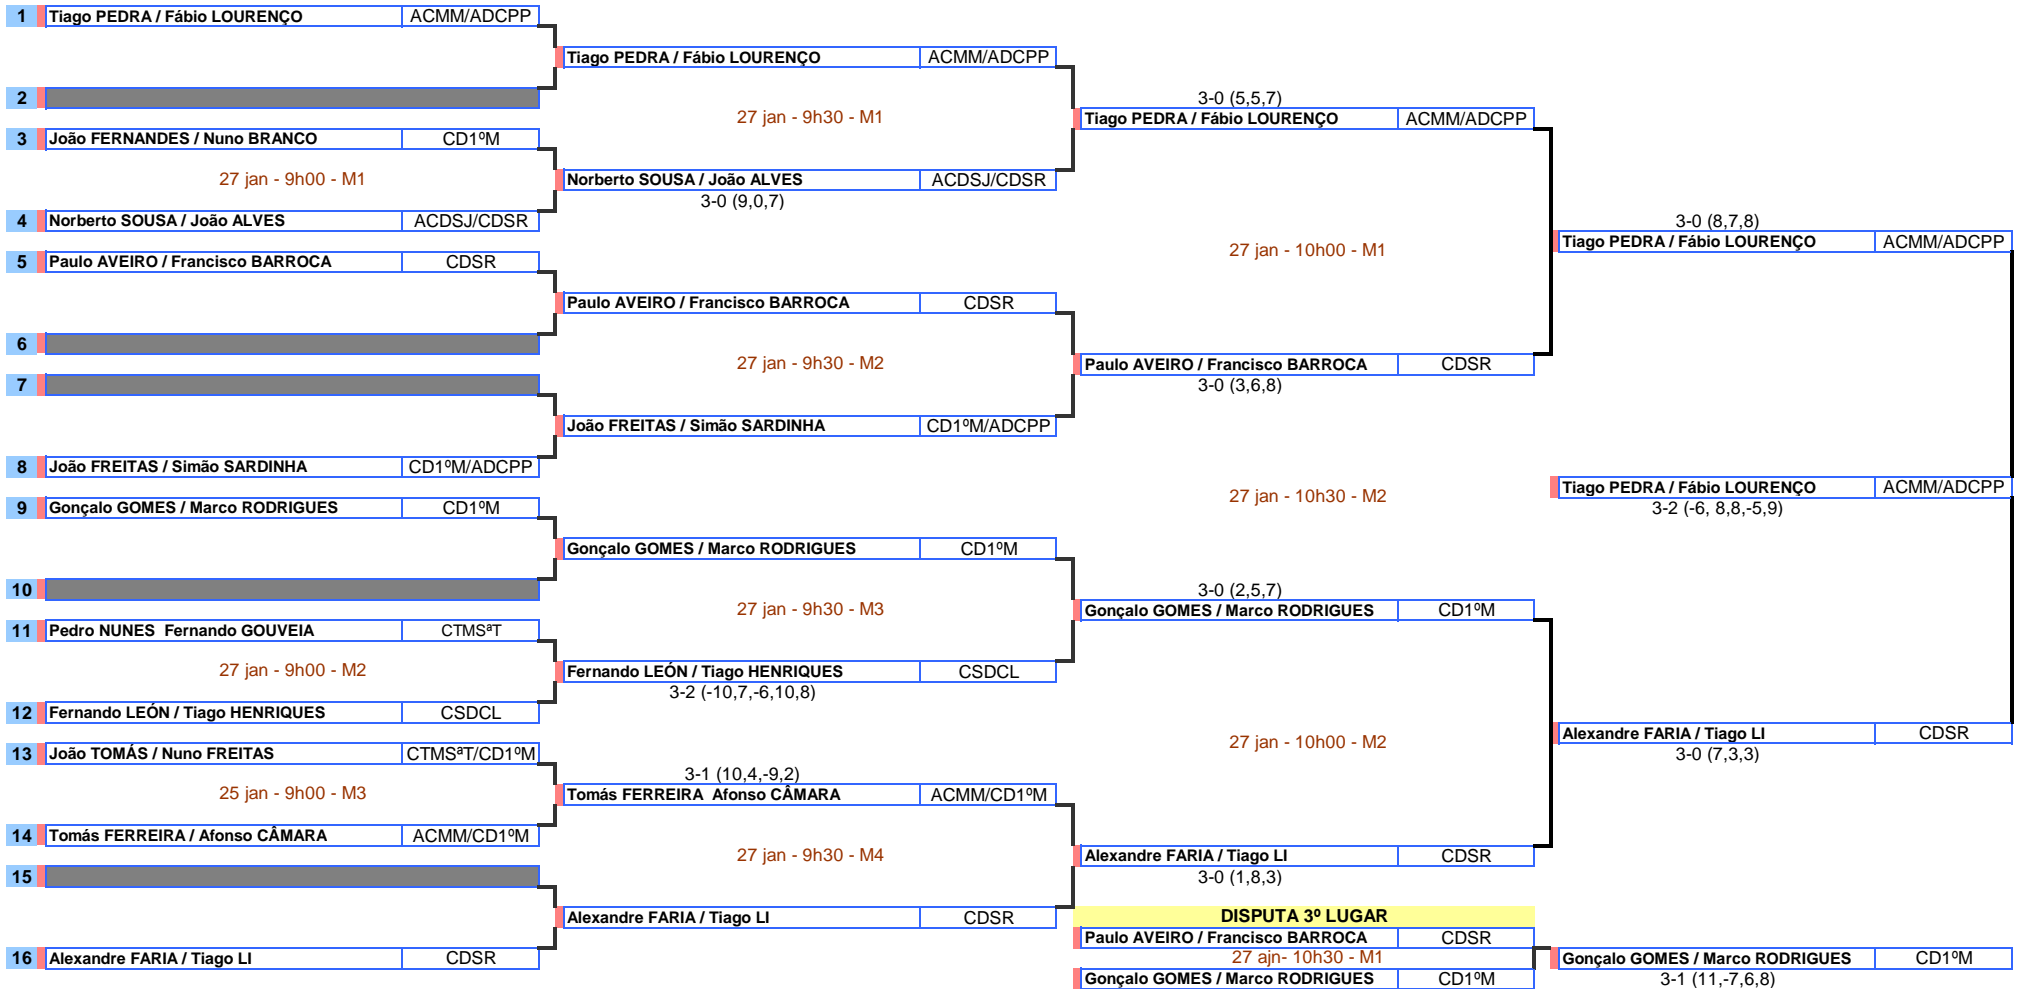 1 Tiago PEDRA / Fábio LOURENÇO ACMM/ADCPP
Tiago PEDRA / Fábio LOURENÇO ACMM/ADCPP
2
27 jan - 9h30 - M1
3-0 (5,5,7)
Tiago PEDRA / Fábio LOURENÇO ACMM/ADCPP
3 João FERNANDES / Nuno BRANCO CD1ºM
27 jan - 9h00 - M1
Norberto SOUSA / João ALVES ACDSJ/CDSR
3-0 (9,0,7)
4 Norberto SOUSA / João ALVES ACDSJ/CDSR
3-0 (8,7,8)
Tiago PEDRA / Fábio LOURENÇO ACMM/ADCPP
27 jan - 10h00 - M1
5 Paulo AVEIRO / Francisco BARROCA CDSR
Paulo AVEIRO / Francisco BARROCA CDSR
6
27 jan - 9h30 - M2
Paulo AVEIRO / Francisco BARROCA CDSR
3-0 (3,6,8)
7
João FREITAS / Simão SARDINHA CD1ºM/ADCPP
8 João FREITAS / Simão SARDINHA CD1ºM/ADCPP
27 jan - 10h30 - M2
Tiago PEDRA / Fábio LOURENÇO ACMM/ADCPP
3-2 (-6, 8,8,-5,9)
9 Gonçalo GOMES / Marco RODRIGUES CD1ºM
Gonçalo GOMES / Marco RODRIGUES CD1ºM
10
27 jan - 9h30 - M3
3-0 (2,5,7)
Gonçalo GOMES / Marco RODRIGUES CD1ºM
11 Pedro NUNES Fernando GOUVEIA CTMSªT
27 jan - 9h00 - M2
Fernando LEÓN / Tiago HENRIQUES CSDCL
3-2 (-10,7,-6,10,8)
12 Fernando LEÓN / Tiago HENRIQUES CSDCL
27 jan - 10h00 - M2
Alexandre FARIA / Tiago LI CDSR
3-0 (7,3,3)
13 João TOMÁS / Nuno FREITAS CTMSªT/CD1ºM
25 jan - 9h00 - M3
3-1 (10,4,-9,2)
Tomás FERREIRA Afonso CÂMARA ACMM/CD1ºM
14 Tomás FERREIRA / Afonso CÂMARA ACMM/CD1ºM
27 jan - 9h30 - M4
Alexandre FARIA / Tiago LI CDSR
3-0 (1,8,3)
15
Alexandre FARIA / Tiago LI CDSR
16 Alexandre FARIA / Tiago LI CDSR
DISPUTA 3º LUGAR
Paulo AVEIRO / Francisco BARROCA CDSR
27 ajn- 10h30 - M1
Gonçalo GOMES / Marco RODRIGUES CD1ºM
Gonçalo GOMES / Marco RODRIGUES CD1ºM
3-1 (11,-7,6,8)